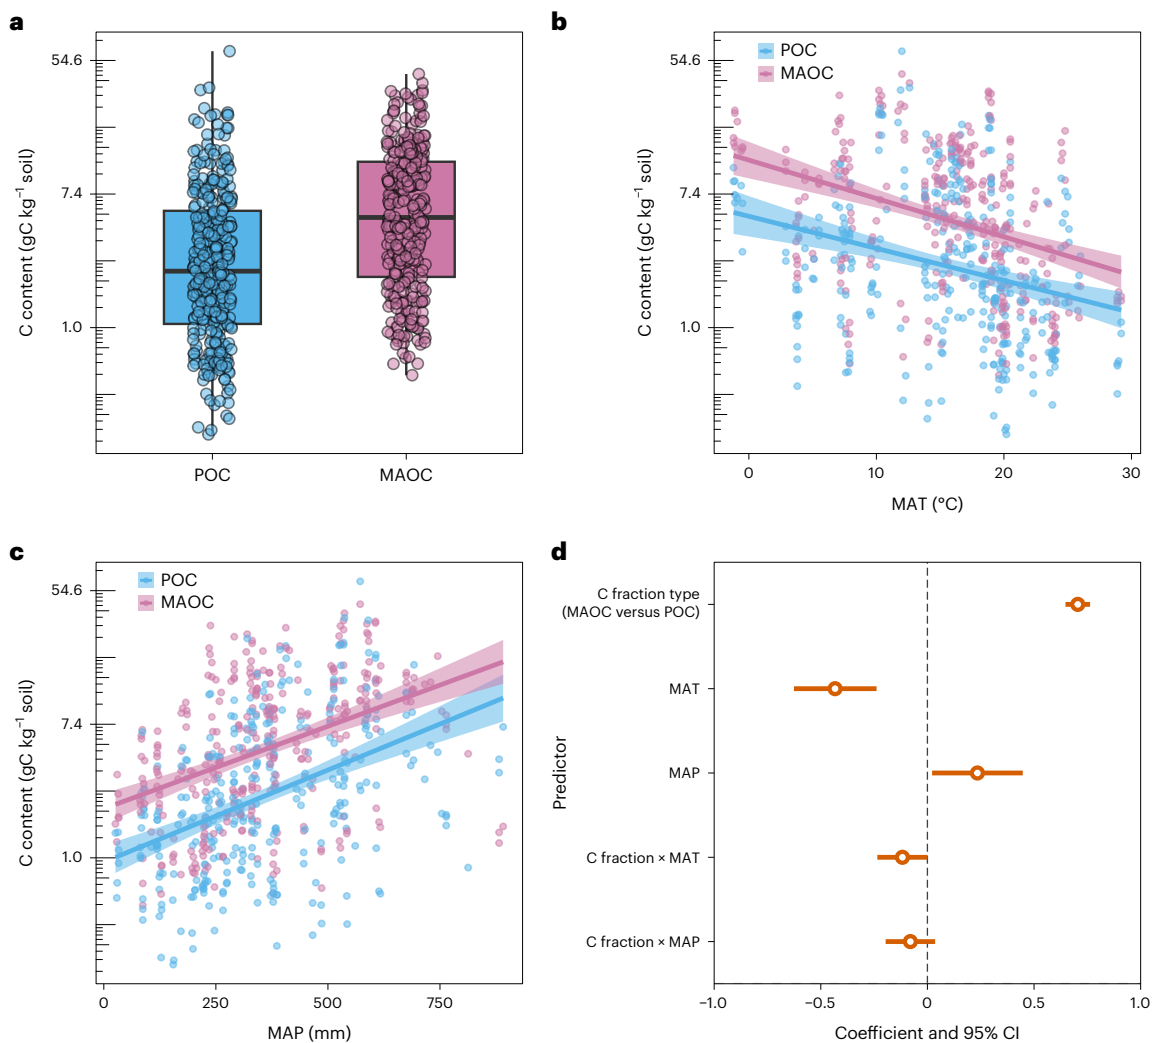 a
54.6
7.4
1.0
C content (gC kg⁻¹ soil)
POC
MAOC
b
POC
MAOC
54.6
7.4
1.0
C content (gC kg⁻¹ soil)
0
10
20
30
MAT (°C)
c
POC
MAOC
54.6
7.4
1.0
C content (gC kg⁻¹ soil)
0
250
500
750
MAP (mm)
d
Predictor
C fraction type
(MAOC versus POC)
MAT
MAP
C fraction × MAT
C fraction × MAP
−1.0
−0.5
0
0.5
1.0
Coefficient and 95% CI